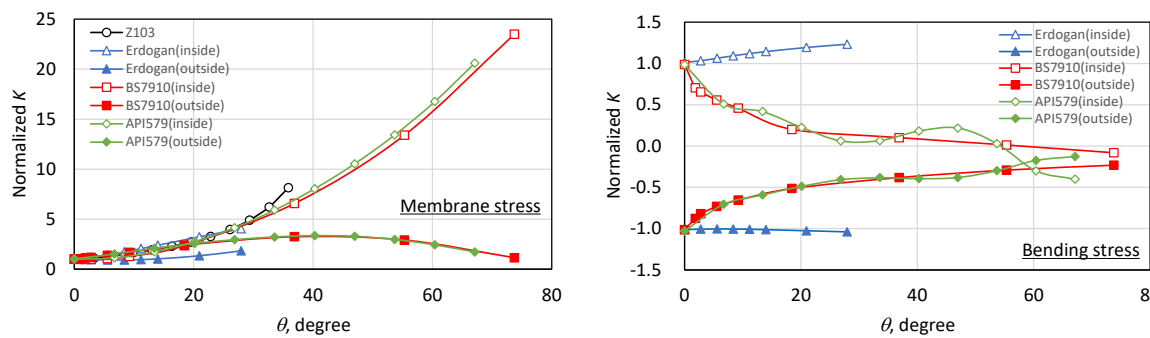 25
20
15
10
5
0
0
20
40
60
80
Normalized K
θ, degree
Z103
Erdogan(inside)
Erdogan(outside)
BS7910(inside)
BS7910(outside)
API579(inside)
API579(outside)
Membrane stress
1.5
1.0
0.5
0.0
-0.5
-1.0
-1.5
0
20
40
60
80
Normalized K
θ, degree
Erdogan(inside)
Erdogan(outside)
BS7910(inside)
BS7910(outside)
API579(inside)
API579(outside)
Bending stress